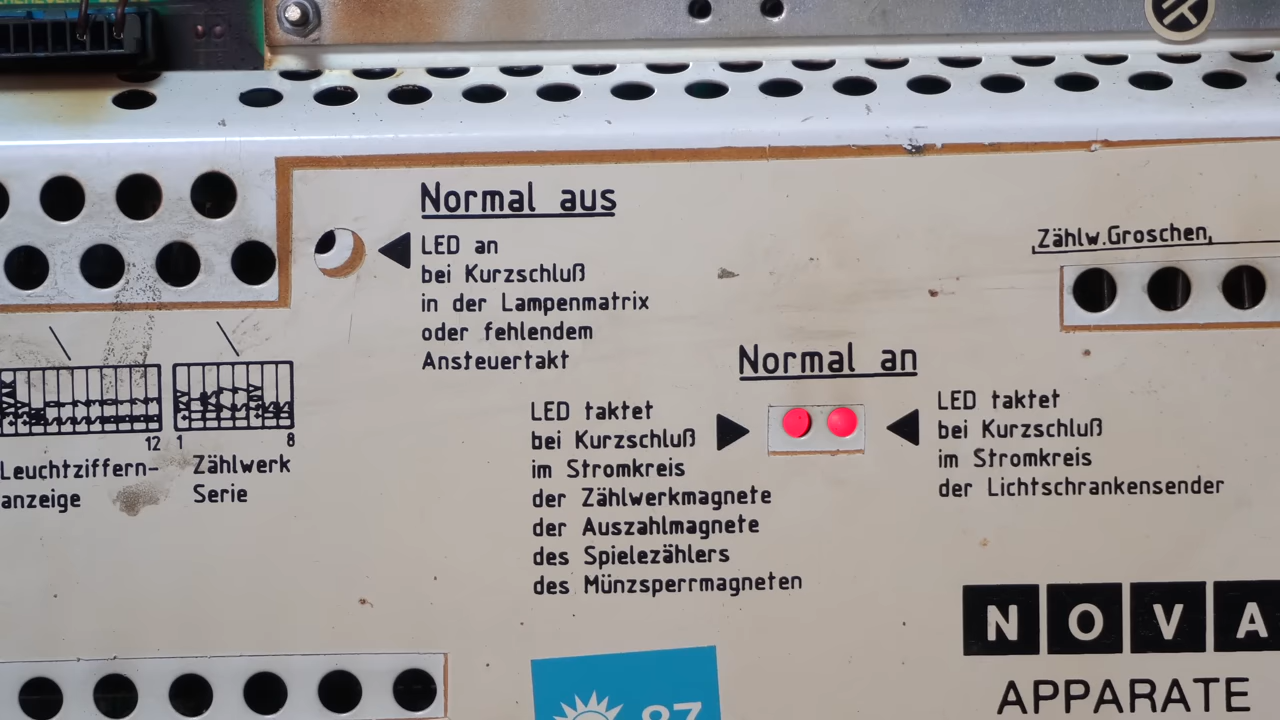 Normal aus
LED an
bei Kurzschluß
in der Lampenmatrix
oder fehlendem
Ansteuertakt
Zählw.Groschen
Normal an
LED taktet
bei Kurzschluß
im Stromkreis
der Zählwerkmagnete
der Auszahlmagnete
des Spielezählers
des Münzsperrmagneten
LED taktet
bei Kurzschluß
im Stromkreis
der Lichtschrankensender
12
1
8
Leuchtziffern-
anzeige
Zählwerk
Serie
87
NOVA
APPARATE